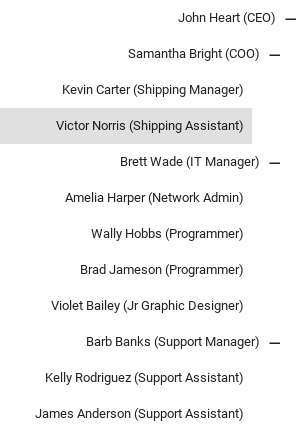 John Heart (CEO)
Samantha Bright (COO)
Kevin Carter (Shipping Manager)
Victor Norris (Shipping Assistant)
Brett Wade (IT Manager)
Amelia Harper (Network Admin)
Wally Hobbs (Programmer)
Brad Jameson (Programmer)
Violet Bailey (Jr Graphic Designer)
Barb Banks (Support Manager)
Kelly Rodriguez (Support Assistant)
James Anderson (Support Assistant)